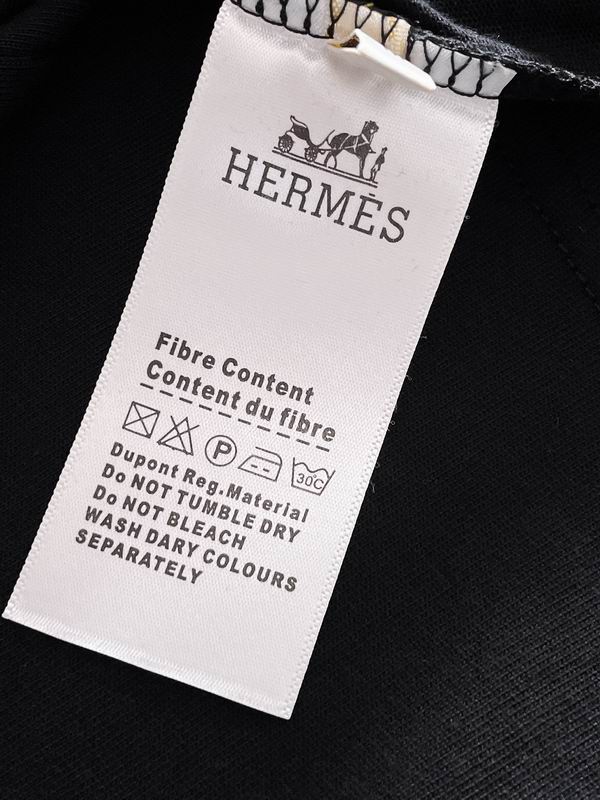 HERMÈS
Fibre Content
Content du fibre
P
30°C
Dupont Reg.Material
Do NOT TUMBLE DRY
Do NOT BLEACH
WASH DARY COLOURS
SEPARATELY